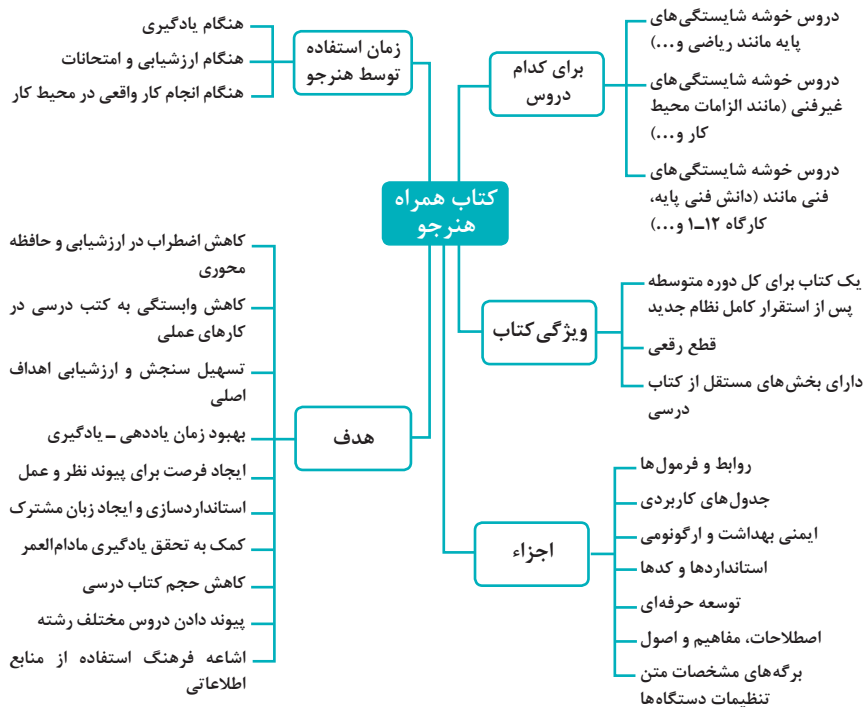 کتاب همراه
هنرجو
برای کدام
دروس
دروس خوشه شایستگی‌های
پایه مانند ریاضی و...)
دروس خوشه شایستگی‌های
غیرفنی (مانند الزامات محیط
کار و...)
دروس خوشه شایستگی‌های
فنی مانند (دانش فنی پایه،
کارگاه ۱۲ـ۱ و...)
ویژگی کتاب
یک کتاب برای کل دوره متوسطه
پس از استقرار کامل نظام جدید
قطع رقعی
دارای بخش‌های مستقل از کتاب
درسی
اجزاء
روابط و فرمول‌ها
جدول‌های کاربردی
ایمنی بهداشت و ارگونومی
استانداردها و کدها
توسعه حرفه‌ای
اصطلاحات، مفاهیم و اصول
برگه‌های مشخصات متن
تنظیمات دستگاه‌ها
زمان استفاده
توسط هنرجو
هنگام یادگیری
هنگام ارزشیابی و امتحانات
هنگام انجام کار واقعی در محیط کار
هدف
کاهش اضطراب در ارزشیابی و حافظه
محوری
کاهش وابستگی به کتب درسی در
کارهای عملی
تسهیل سنجش و ارزشیابی اهداف
اصلی
بهبود زمان یاددهی ـ یادگیری
ایجاد فرصت برای پیوند نظر و عمل
استانداردسازی و ایجاد زبان مشترک
کمک به تحقق یادگیری مادام‌العمر
کاهش حجم کتاب درسی
پیوند دادن دروس مختلف رشته
اشاعه فرهنگ استفاده از منابع
اطلاعاتی